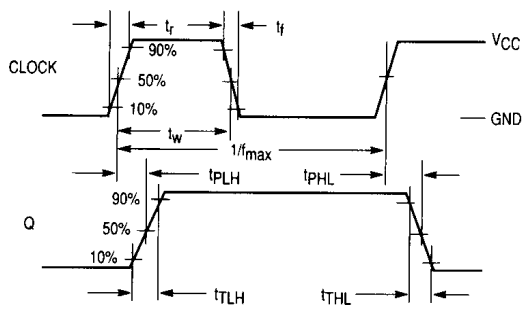 tr
tf
90%
VCC
CLOCK
50%
10%
tw
GND
1/fmax
tPLH
tPHL
90%
Q
50%
10%
tTLH
tTHL